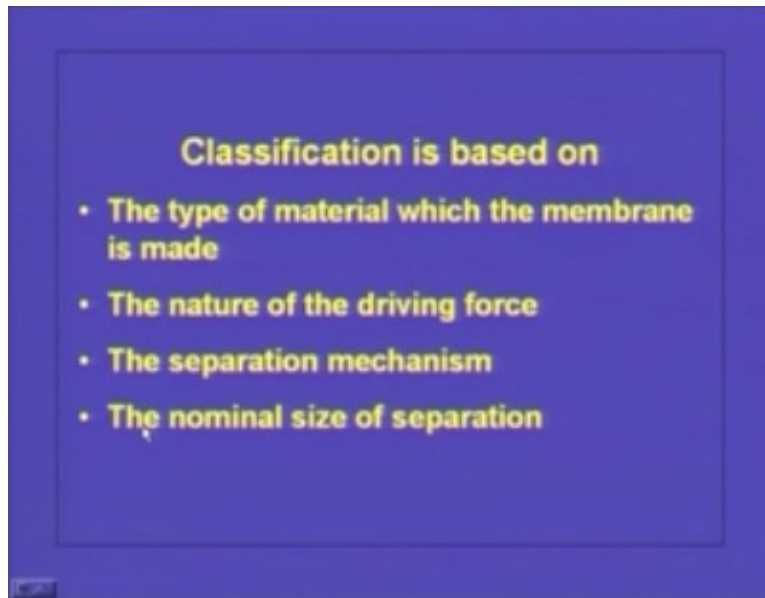 Classification is based on
• The type of material which the membrane
is made
• The nature of the driving force
• The separation mechanism
• The nominal size of separation